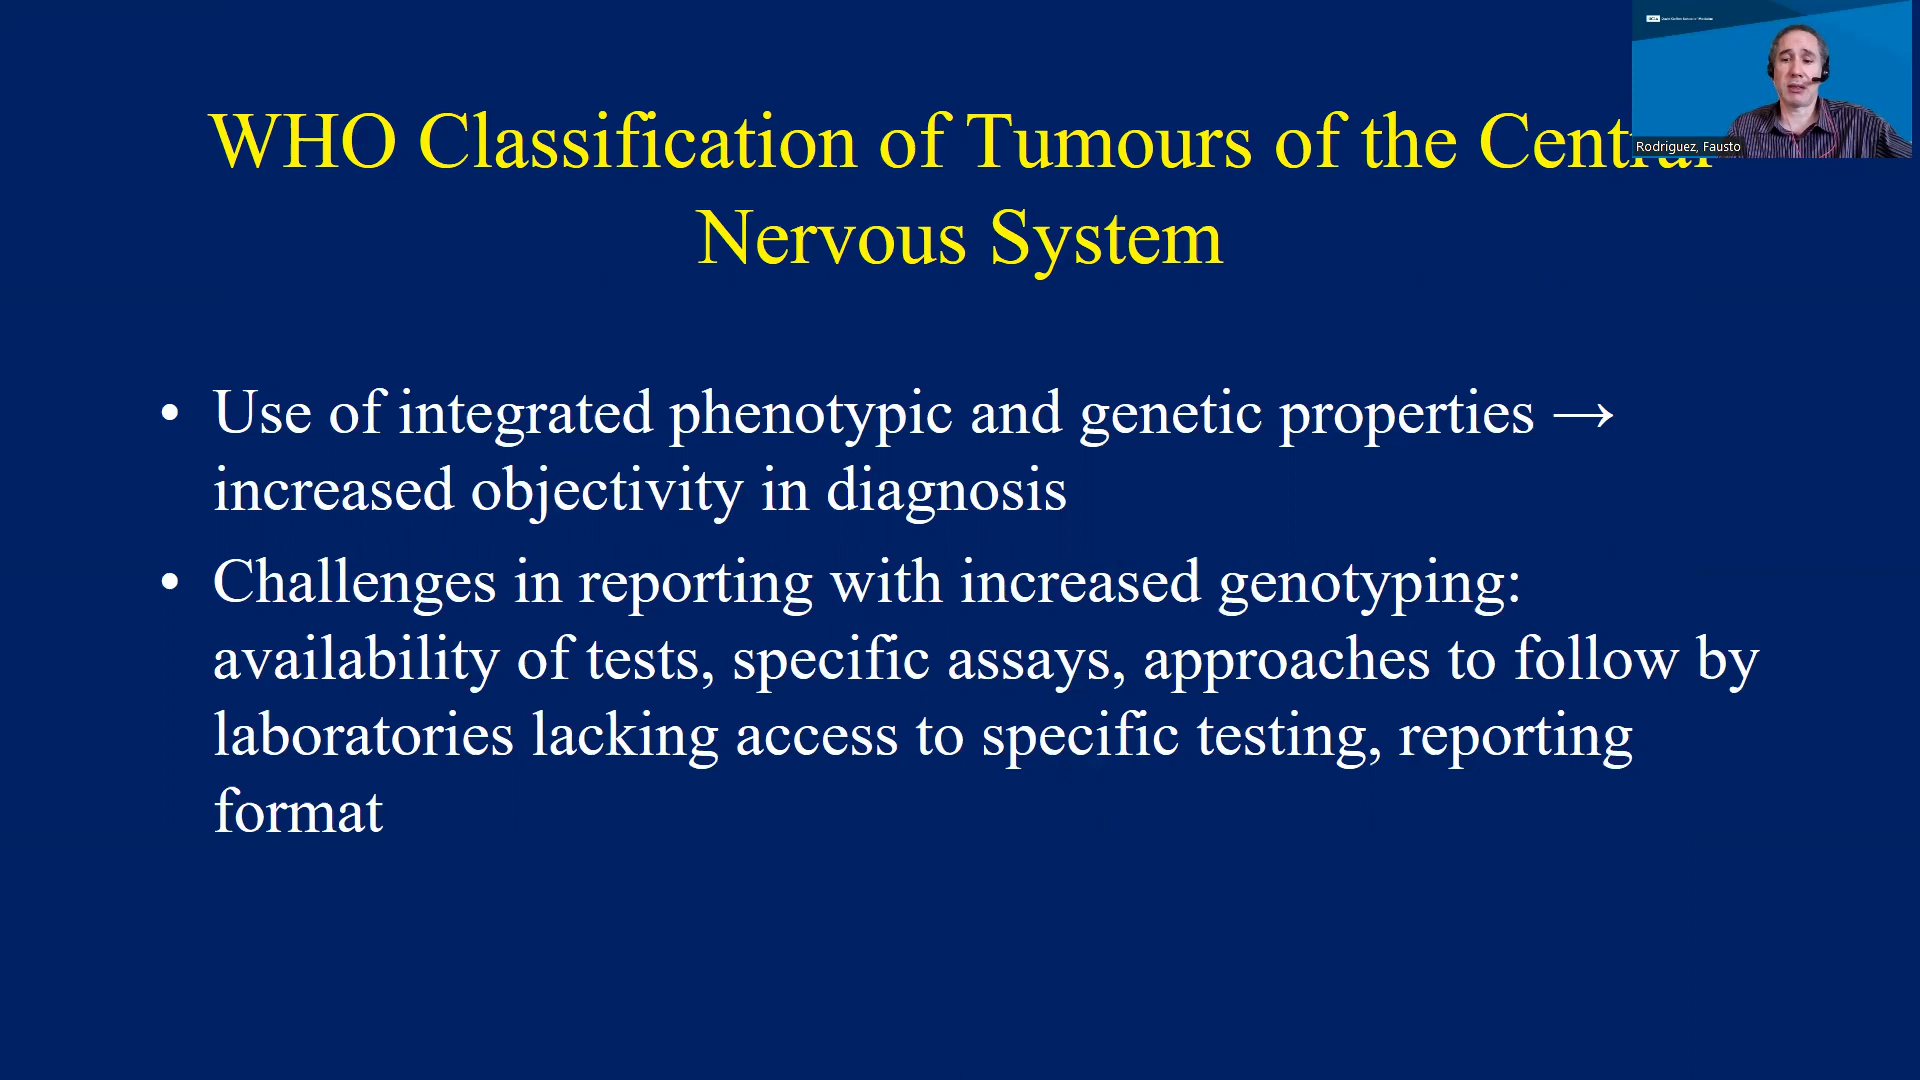 WHO Classification of Tumours of the Central
Nervous System
Rodriguez, Fausto
• Use of integrated phenotypic and genetic properties →
increased objectivity in diagnosis
• Challenges in reporting with increased genotyping:
availability of tests, specific assays, approaches to follow by
laboratories lacking access to specific testing, reporting
format